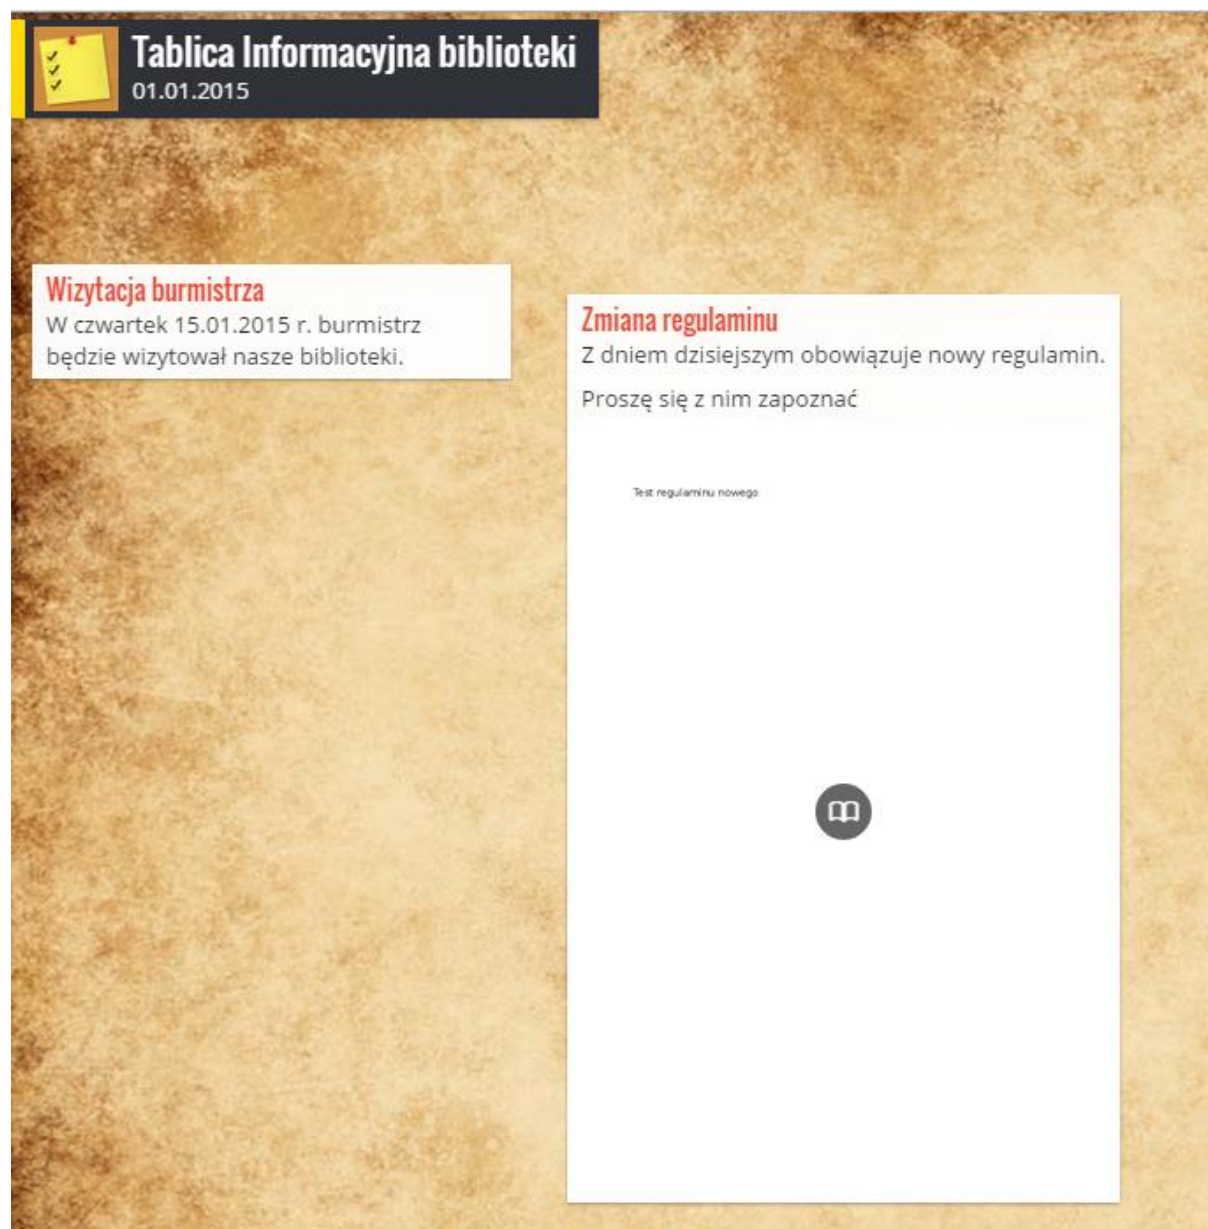 Tablica Informacyjna biblioteki
01.01.2015
Wizytacja burmistrza
W czwartek 15.01.2015 r. burmistrz
będzie wizytował nasze biblioteki.
Zmiana regulaminu
Z dniem dzisiejszym obowiązuje nowy regulamin.
Proszę się z nim zapoznać
Test regulaminu nowego